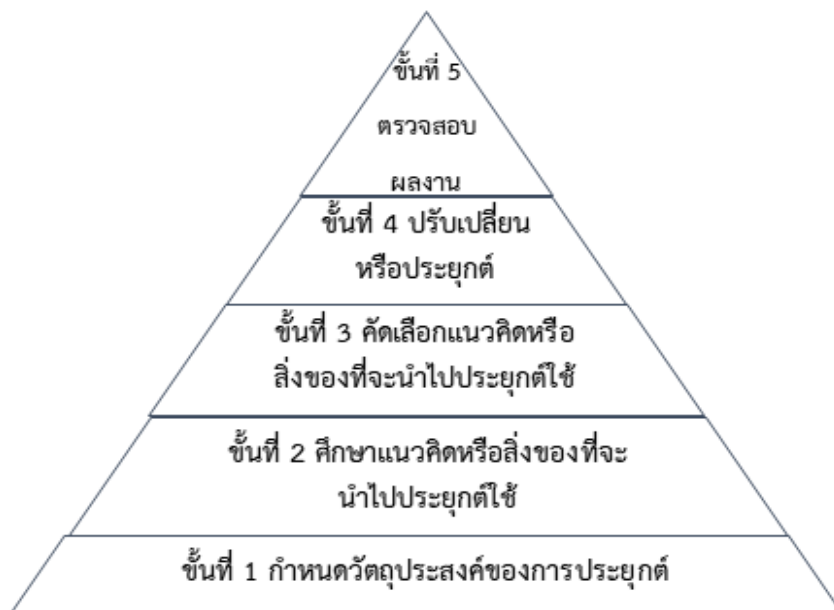 ขั้นที่ 5
ตรวจสอบ
ผลงาน
ขั้นที่ 4 ปรับเปลี่ยน
หรือประยุกต์
ขั้นที่ 3 คัดเลือกแนวคิดหรือ
สิ่งของที่จะนำไปประยุกต์ใช้
ขั้นที่ 2 ศึกษาแนวคิดหรือสิ่งของที่จะ
นำไปประยุกต์ใช้
ขั้นที่ 1 กำหนดวัตถุประสงค์ของการประยุกต์